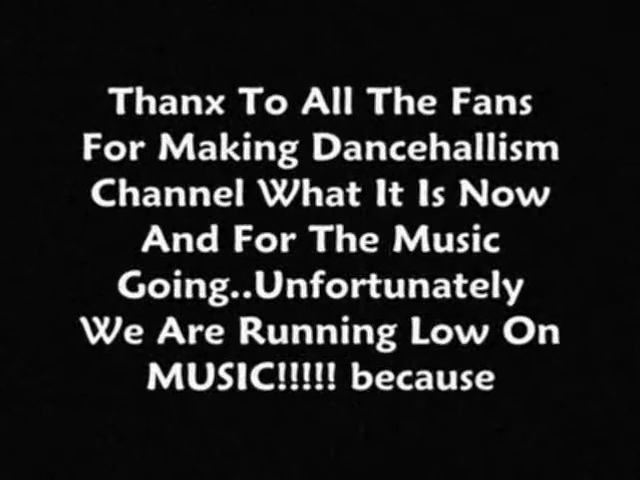 Thanx To All The Fans
For Making Dancehallism
Channel What It Is Now
And For The Music
Going..Unfortunately
We Are Running Low On
MUSIC!!!!! because